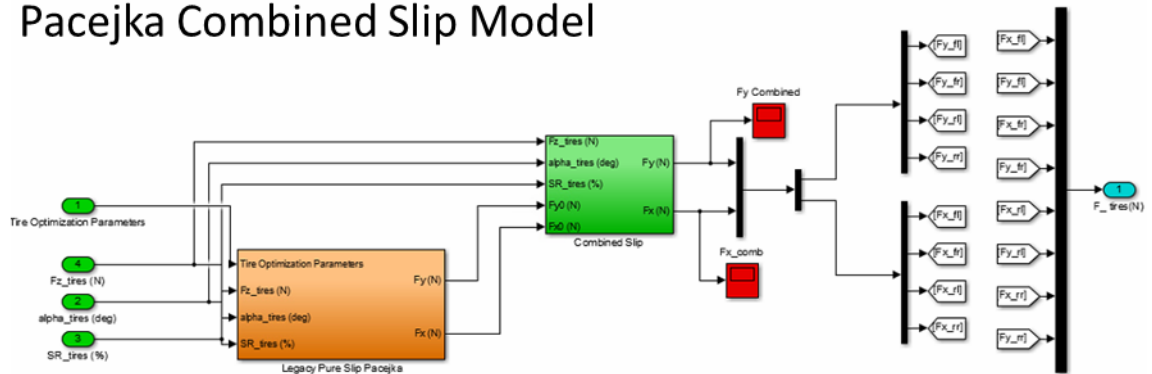 Pacejka Combined Slip Model
1
Tire Optimization Parameters
4
Fz_tires (N)
2
alpha_tires (deg)
3
SR_tires (%)
Tire Optimization Parameters
Fz_tires (N)
alpha_tires (deg)
SR_tires (%)
Fy (N)
Fx (N)
Legacy Pure Slip Pacejka
Fz_tires (N)
alpha_tires (deg)
SR_tires (%)
Fy0 (N)
Fx0 (N)
Fy (N)
Fx (N)
Combined Slip
Fy Combined
Fx_comb
[Fy_fl]
[Fy_fr]
[Fy_rl]
[Fy_rr]
[Fx_fl]
[Fx_fr]
[Fx_rl]
[Fx_rr]
[Fx_fl]
[Fy_fl]
[Fx_fr]
[Fy_fr]
[Fx_rl]
[Fy_rl]
[Fx_rr]
[Fy_rr]
1
F_tires(N)